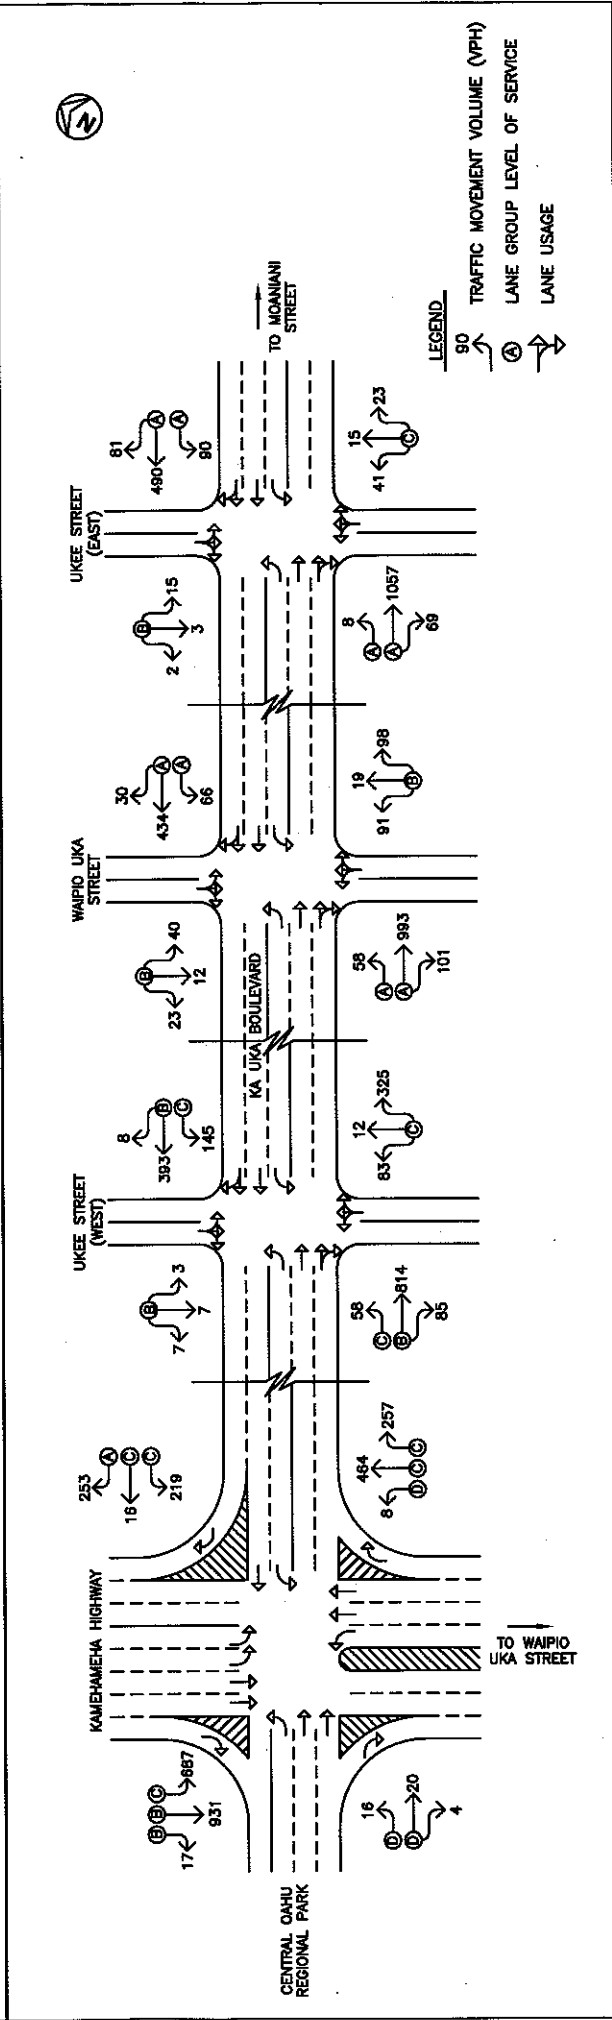 N
TO MOANIANI
STREET
LEGEND
90 TRAFFIC MOVEMENT VOLUME (VPH)
A LANE GROUP LEVEL OF SERVICE
LANE USAGE
UKEE STREET
(EAST)
81
490
A
A
90
15
41
23
C
B
2
3
15
8
A
A
1057
69
WAIPIO UKA
STREET
30
434
A
A
66
19
91
98
B
B
23
12
40
58
A
A
993
101
KA UKA BOULEVARD
UKEE STREET
(WEST)
8
393
B
C
145
12
83
325
C
B
7
7
3
58
C
B
814
85
KAMEHAMEHA HIGHWAY
253
16
A
C
C
219
464
8
257
D
C
C
B
B
C
17
931
687
16
D
D
20
4
CENTRAL OAHU
REGIONAL PARK
TO WAIPIO
UKA STREET